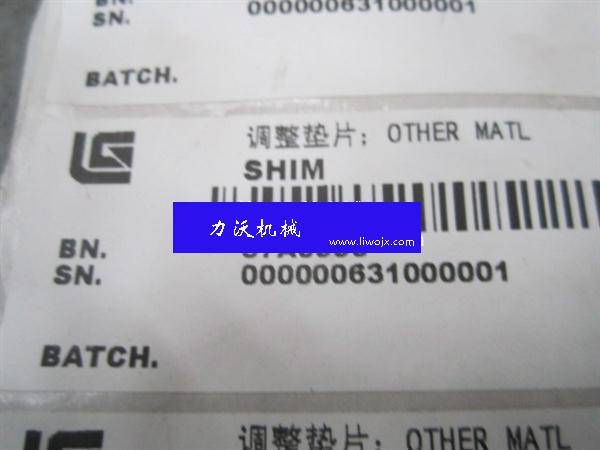 BN.
SN. 000000631000001
BATCH.
调整垫片; OTHER MATL
SHIM
力沃机械
www.liwojx.com
BN.
SN. 000000631000001
BATCH.
调整垫片; OTHER MATL